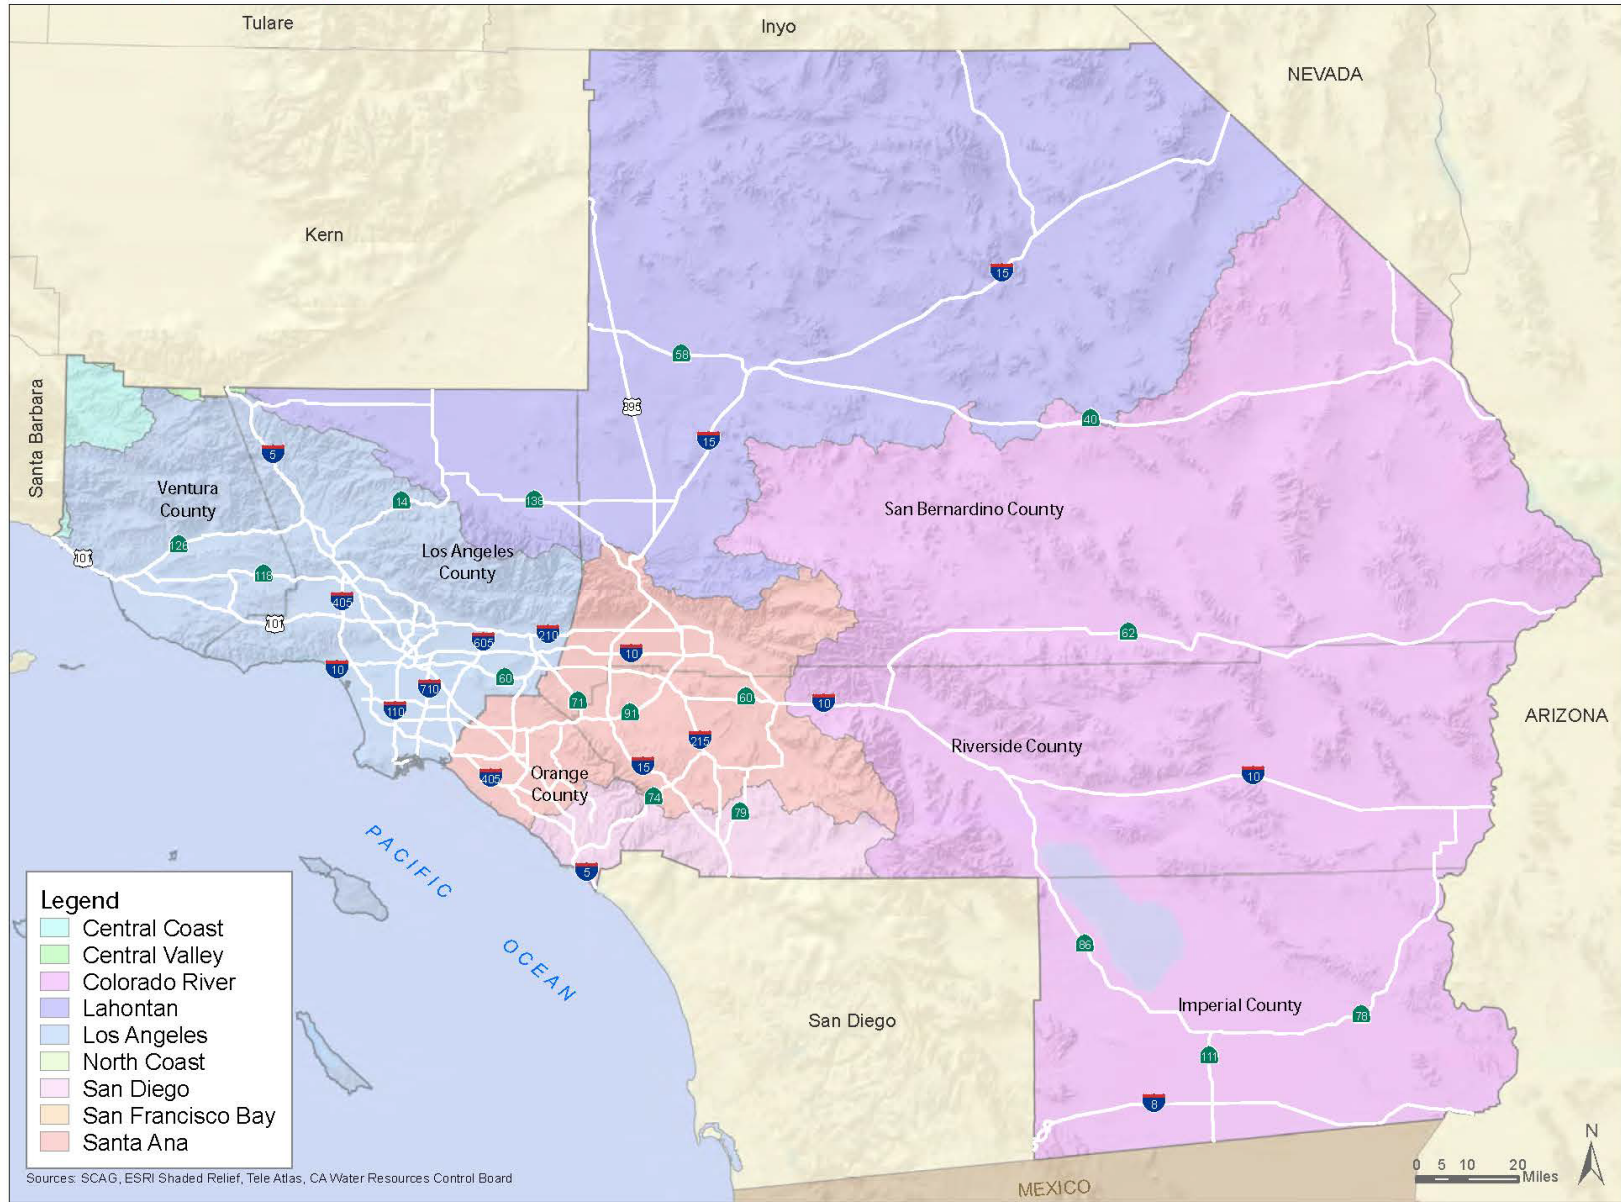 Tulare
Inyo
NEVADA
Kern
15
58
Santa Barbara
395
40
15
5
Ventura
County
14
138
San Bernardino County
126
101
Los Angeles
County
118
405
101
605
210
62
10
10
60
710
71
60
10
110
91
ARIZONA
215
Riverside County
15
405
Orange
County
10
74
79
PACIFIC
OCEAN
5
Legend
Central Coast
Central Valley
Colorado River
Lahontan
Los Angeles
North Coast
San Diego
San Francisco Bay
Santa Ana
86
Imperial County
78
San Diego
111
8
N
0 5 10 20
Miles
Sources: SCAG, ESRI Shaded Relief, Tele Atlas, CA Water Resources Control Board
MEXICO